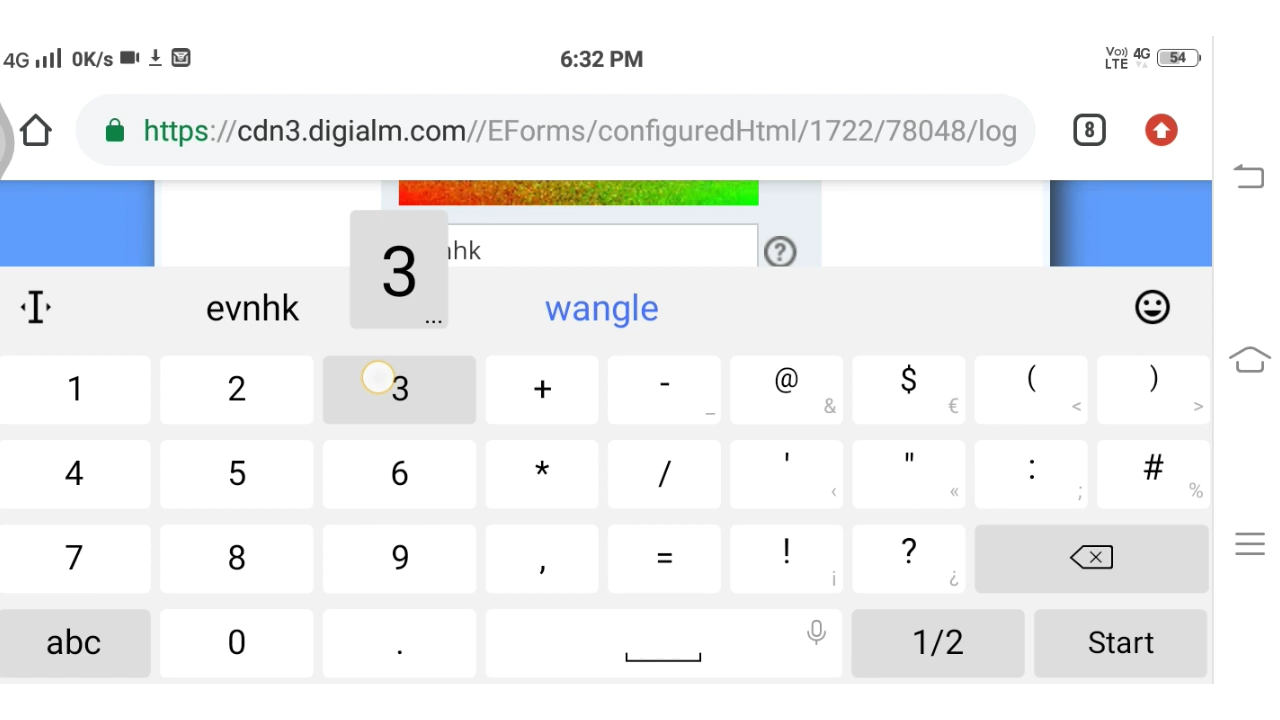 4G 0K/s 6:32 PM Vo)) LTE 4G 54
https://cdn3.digialm.com//EForms/configuredHtml/1722/78048/log 8
3 nhk ?
...
evnhk wangle
1 2 3 + - _ @ & $ € ( < ) >
4 5 6 * / ' ‹ " « : ; # %
7 8 9 , = ! ¡ ? ¿
abc 0 . 1/2 Start